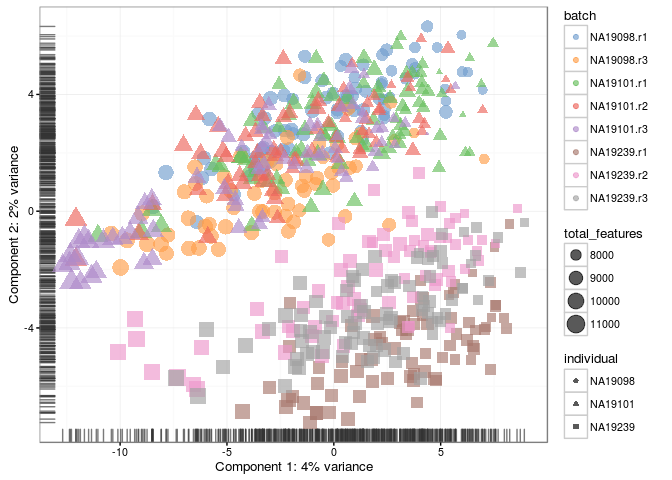 batch
NA19098.r1
NA19098.r3
NA19101.r1
NA19101.r2
NA19101.r3
NA19239.r1
NA19239.r2
NA19239.r3
total_features
8000
9000
10000
11000
individual
NA19098
NA19101
NA19239
4
0
-4
Component 2: 2% variance
-10
-5
0
5
Component 1: 4% variance